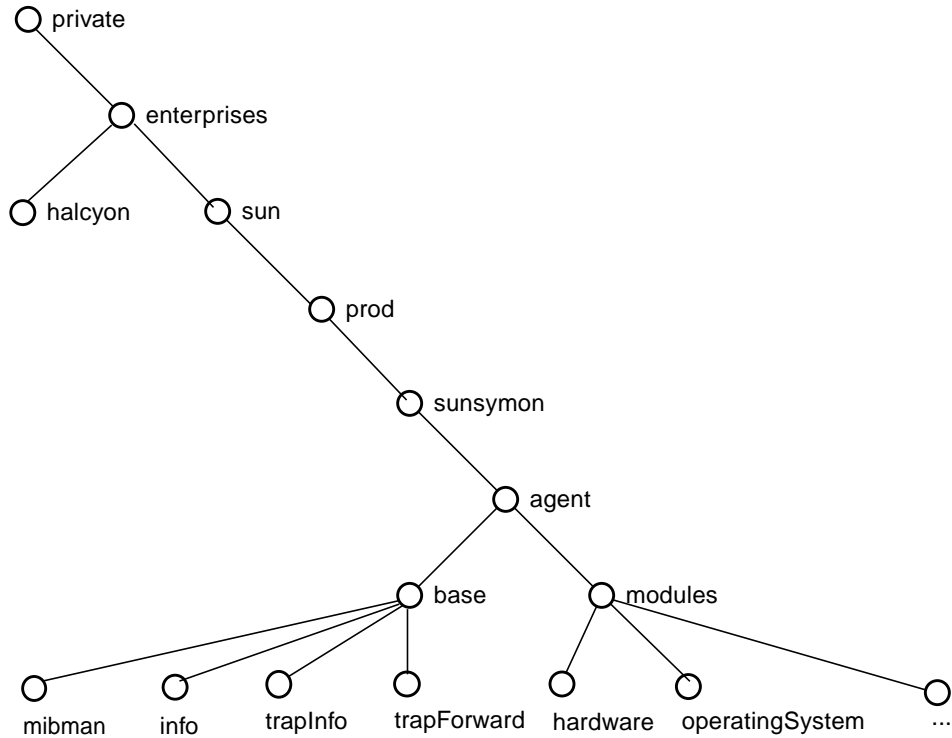 private
enterprises
halcyon
sun
prod
sunsymon
agent
base
modules
mibman
info
trapInfo
trapForward
hardware
operatingSystem
...